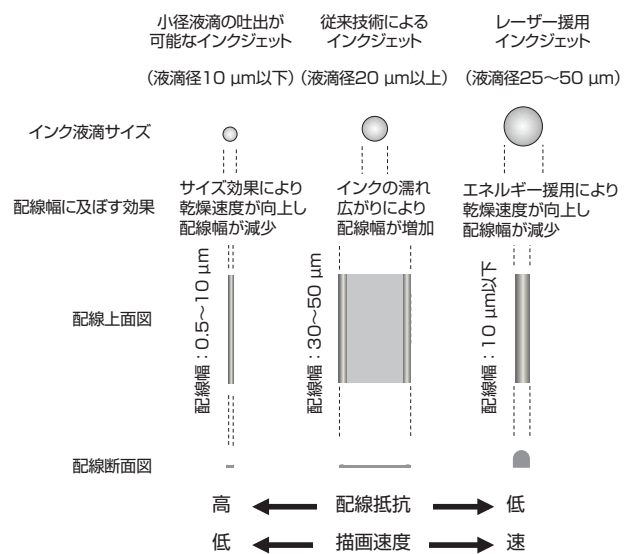 小径液滴の吐出が
可能なインクジェット
従来技術による
インクジェット
レーザー援用
インクジェット
(液滴径10 μm以下)
(液滴径20 μm以上)
(液滴径25〜50 μm)
インク液滴サイズ
配線幅に及ぼす効果
サイズ効果により
乾燥速度が向上し
配線幅が減少
インクの濡れ
広がりにより
配線幅が増加
エネルギー援用により
乾燥速度が向上し
配線幅が減少
配線上面図
配線幅：0.5〜10 μm
配線幅：30〜50 μm
配線幅：10 μm以下
配線断面図
高 配線抵抗 低
低 描画速度 速